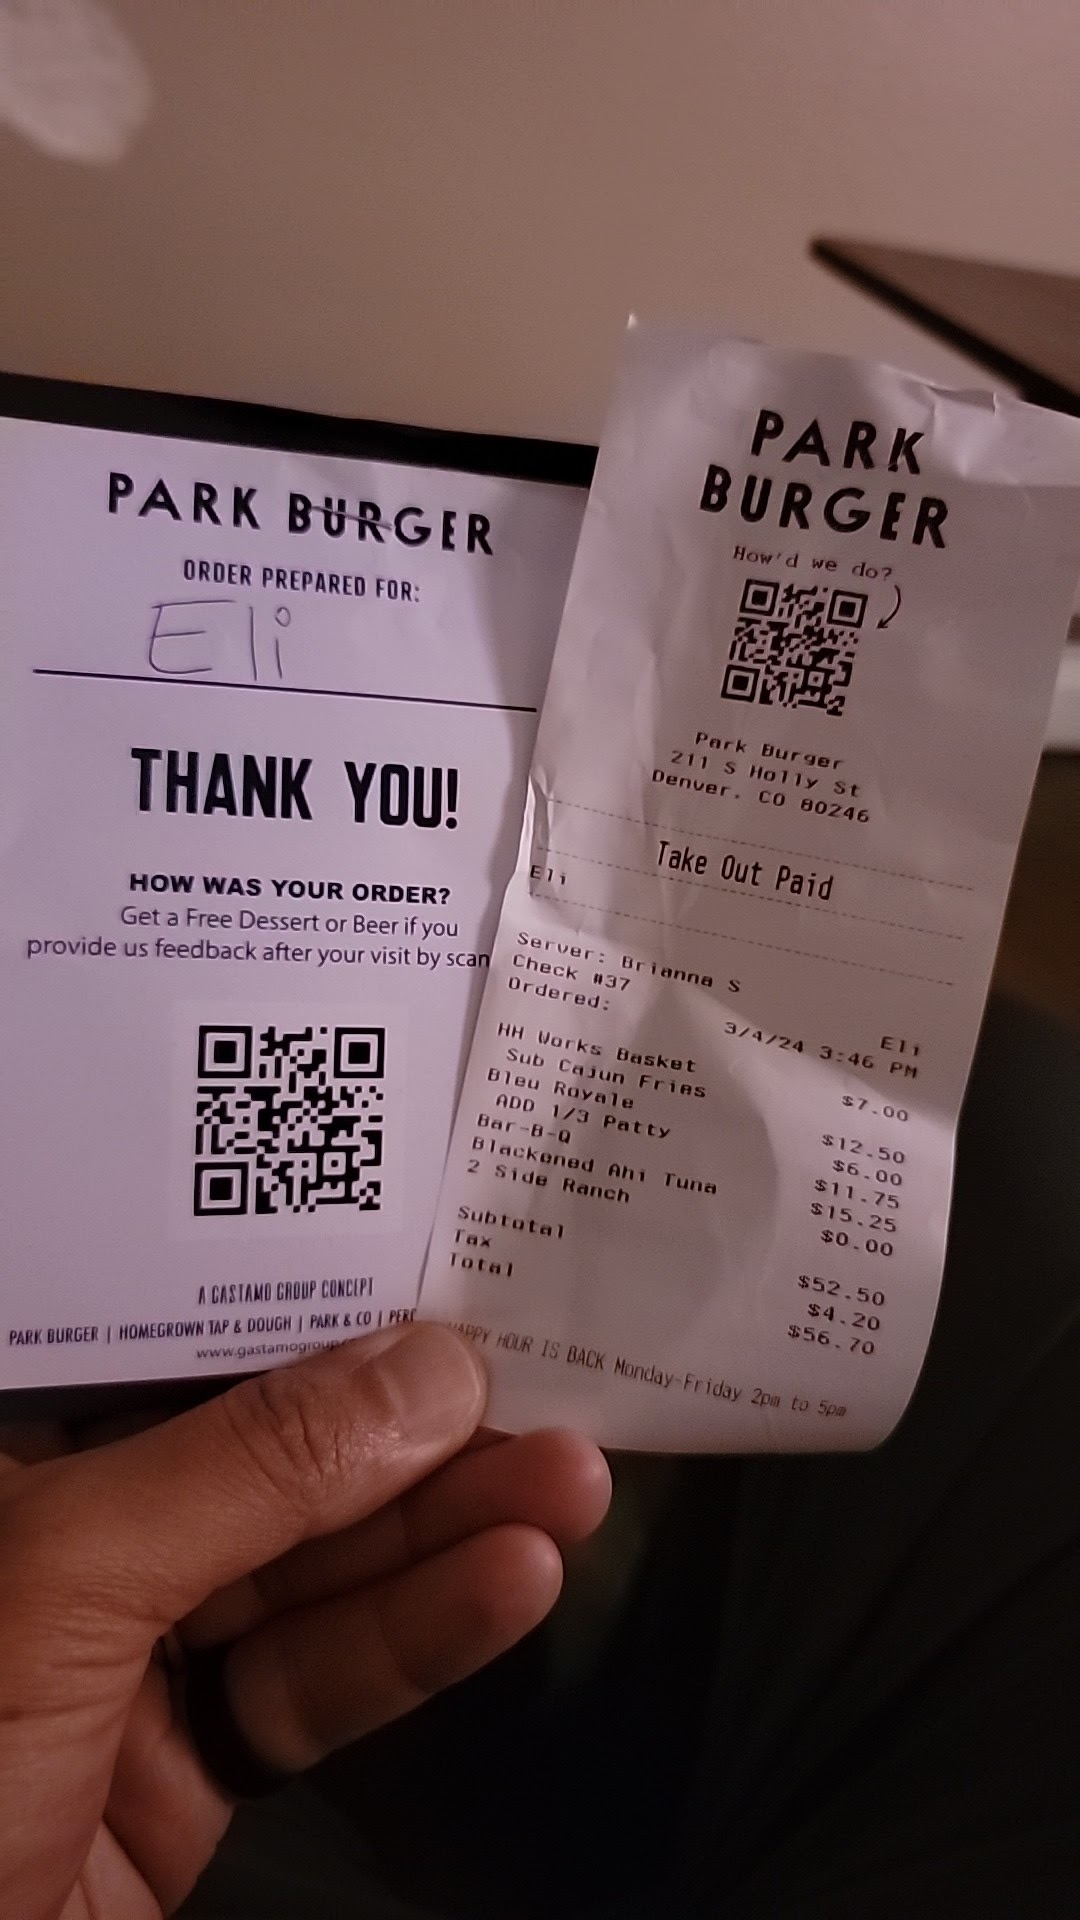 PARK BURGER
ORDER PREPARED FOR:
Eli
THANK YOU!
HOW WAS YOUR ORDER?
Get a Free Dessert or Beer if you
provide us feedback after your visit by scan
A GASTAMO GROUP CONCEPT
PARK BURGER | HOMEGROWN TAP & DOUGH | PARK & CO | PERC
www.gastamogroup
PARK
BURGER
How'd we do?
Park Burger
211 S Holly St
Denver, CO 80246
Take Out Paid
Eli
Server: Brianna S
Check #37 Eli
Ordered: 3/4/24 3:46 PM
HH Works Basket $7.00
Sub Cajun Fries
Bleu Royale $12.50
ADD 1/3 Patty $6.00
Bar-B-Q $11.75
Blackened Ahi Tuna $15.25
2 Side Ranch $0.00
Subtotal $52.50
Tax $4.20
Total $56.70
HAPPY HOUR IS BACK Monday-Friday 2pm to 5pm